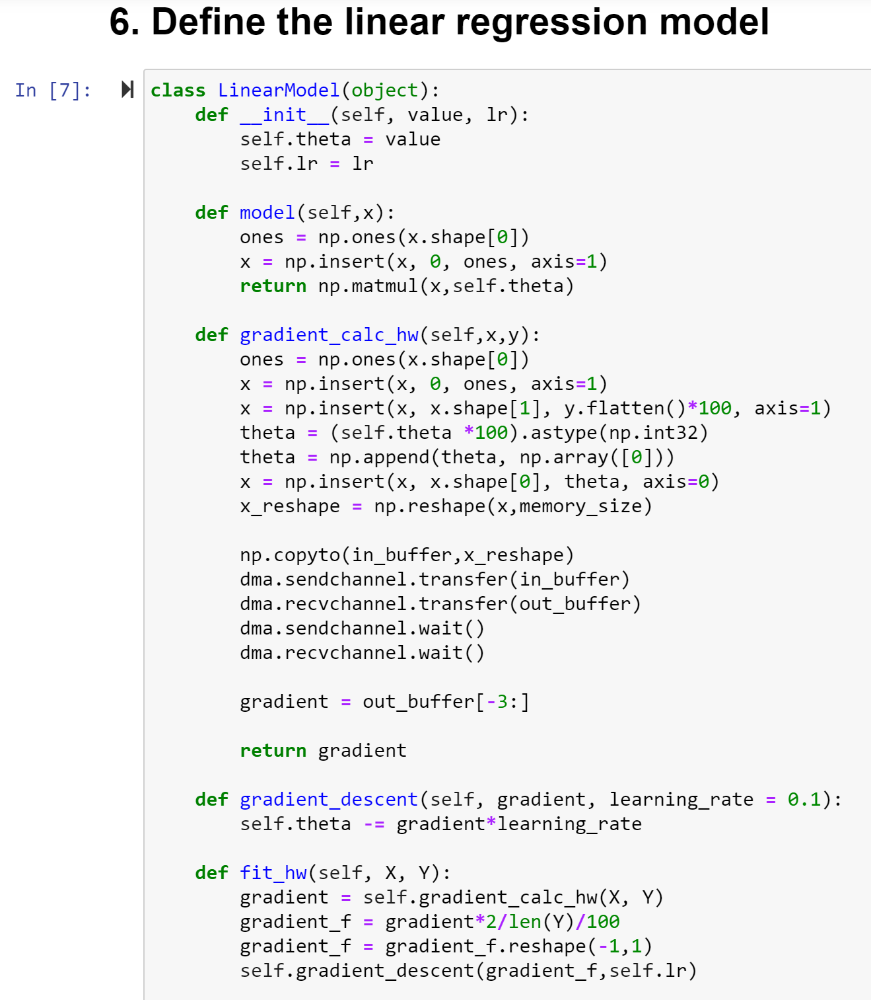 6. Define the linear regression model
In [7]:
class LinearModel(object):
    def __init__(self, value, lr):
        self.theta = value
        self.lr = lr
    def model(self,x):
        ones = np.ones(x.shape[0])
        x = np.insert(x, 0, ones, axis=1)
        return np.matmul(x,self.theta)
    def gradient_calc_hw(self,x,y):
        ones = np.ones(x.shape[0])
        x = np.insert(x, 0, ones, axis=1)
        x = np.insert(x, x.shape[1], y.flatten()*100, axis=1)
        theta = (self.theta *100).astype(np.int32)
        theta = np.append(theta, np.array([0]))
        x = np.insert(x, x.shape[0], theta, axis=0)
        x_reshape = np.reshape(x,memory_size)
        np.copyto(in_buffer,x_reshape)
        dma.sendchannel.transfer(in_buffer)
        dma.recvchannel.transfer(out_buffer)
        dma.sendchannel.wait()
        dma.recvchannel.wait()
        gradient = out_buffer[-3:]
        return gradient
    def gradient_descent(self, gradient, learning_rate = 0.1):
        self.theta -= gradient*learning_rate
    def fit_hw(self, X, Y):
        gradient = self.gradient_calc_hw(X, Y)
        gradient_f = gradient*2/len(Y)/100
        gradient_f = gradient_f.reshape(-1,1)
        self.gradient_descent(gradient_f,self.lr)